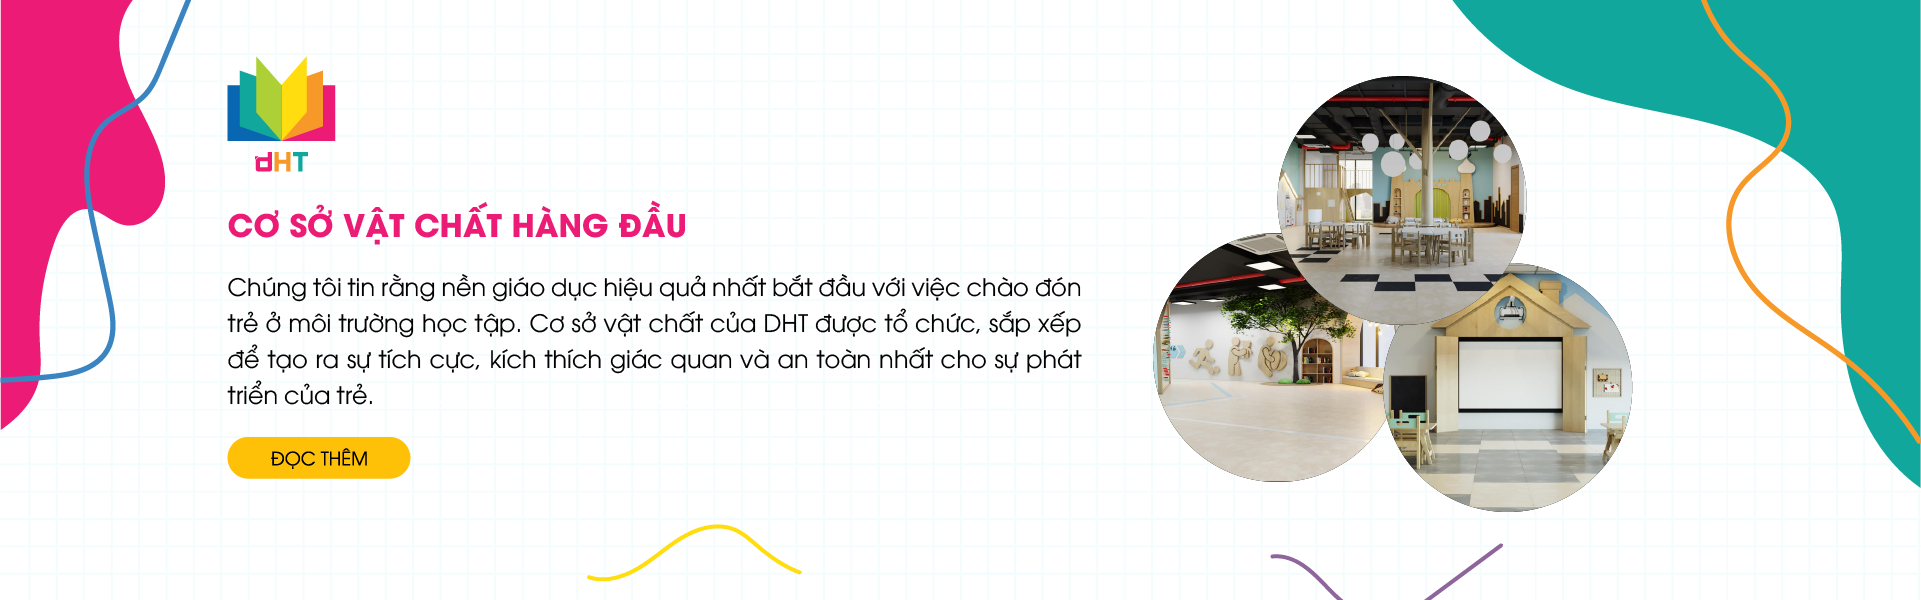 dHT
CƠ SỞ VẬT CHẤT HÀNG ĐẦU
Chúng tôi tin rằng nền giáo dục hiệu quả nhất bắt đầu với việc chào đón
trẻ ở môi trường học tập. Cơ sở vật chất của DHT được tổ chức, sắp xếp
để tạo ra sự tích cực, kích thích giác quan và an toàn nhất cho sự phát
triển của trẻ.
ĐỌC THÊM